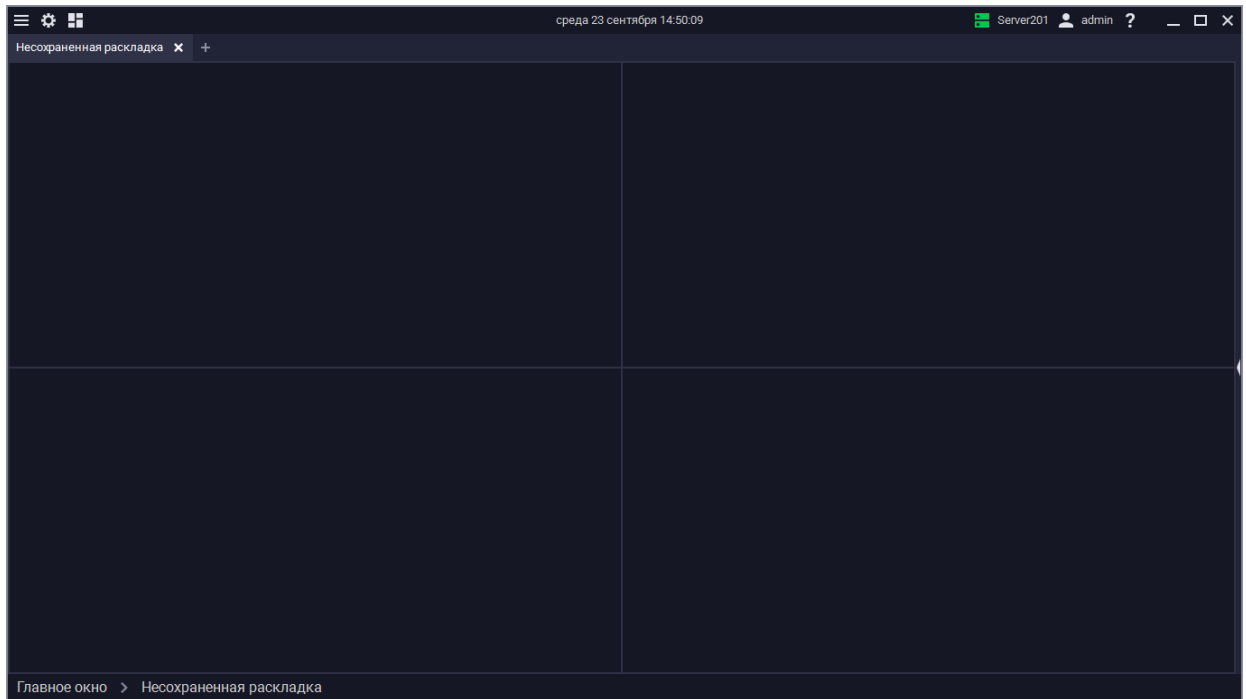 среда 23 сентября 14:50:09
Server201 admin ?
Несохраненная раскладка × +
Главное окно > Несохраненная раскладка